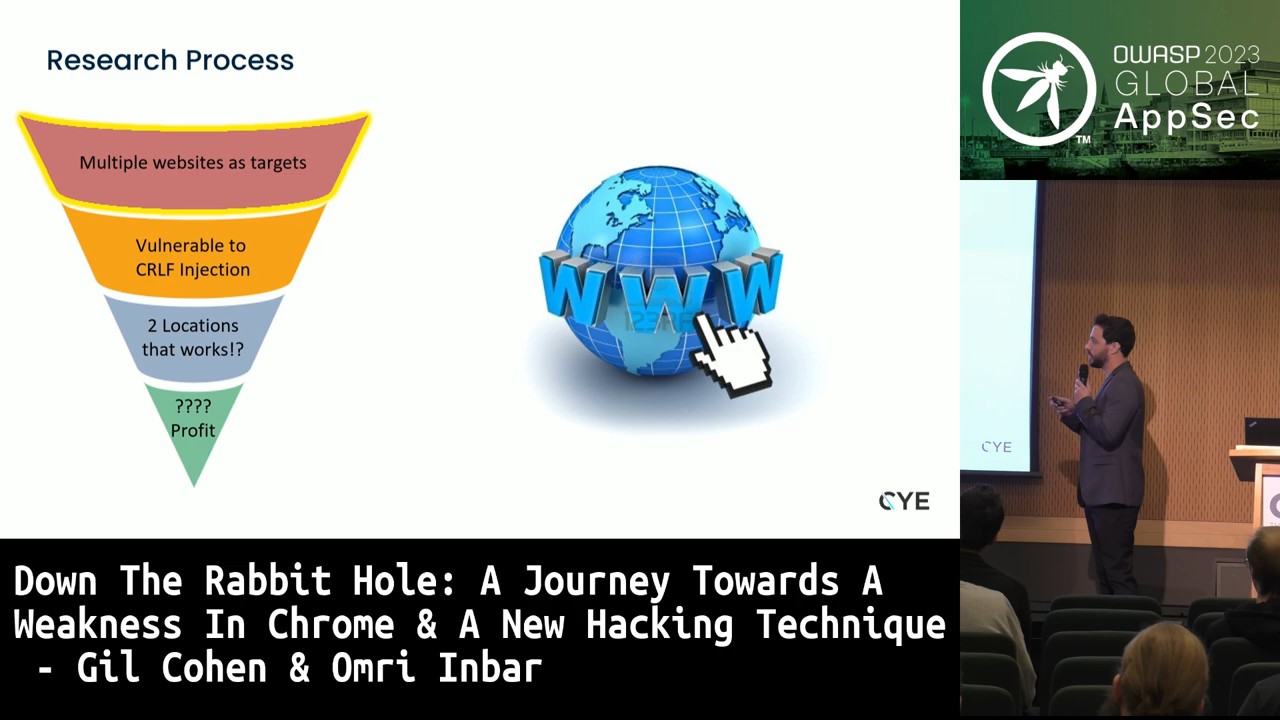 Research Process
Multiple websites as targets
Vulnerable to
CRLF Injection
2 Locations
that works!?
????
Profit
WWW
CYE
OWASP 2023
GLOBAL
AppSec
TM
CYE
Down The Rabbit Hole: A Journey Towards A
Weakness In Chrome & A New Hacking Technique
- Gil Cohen & Omri Inbar